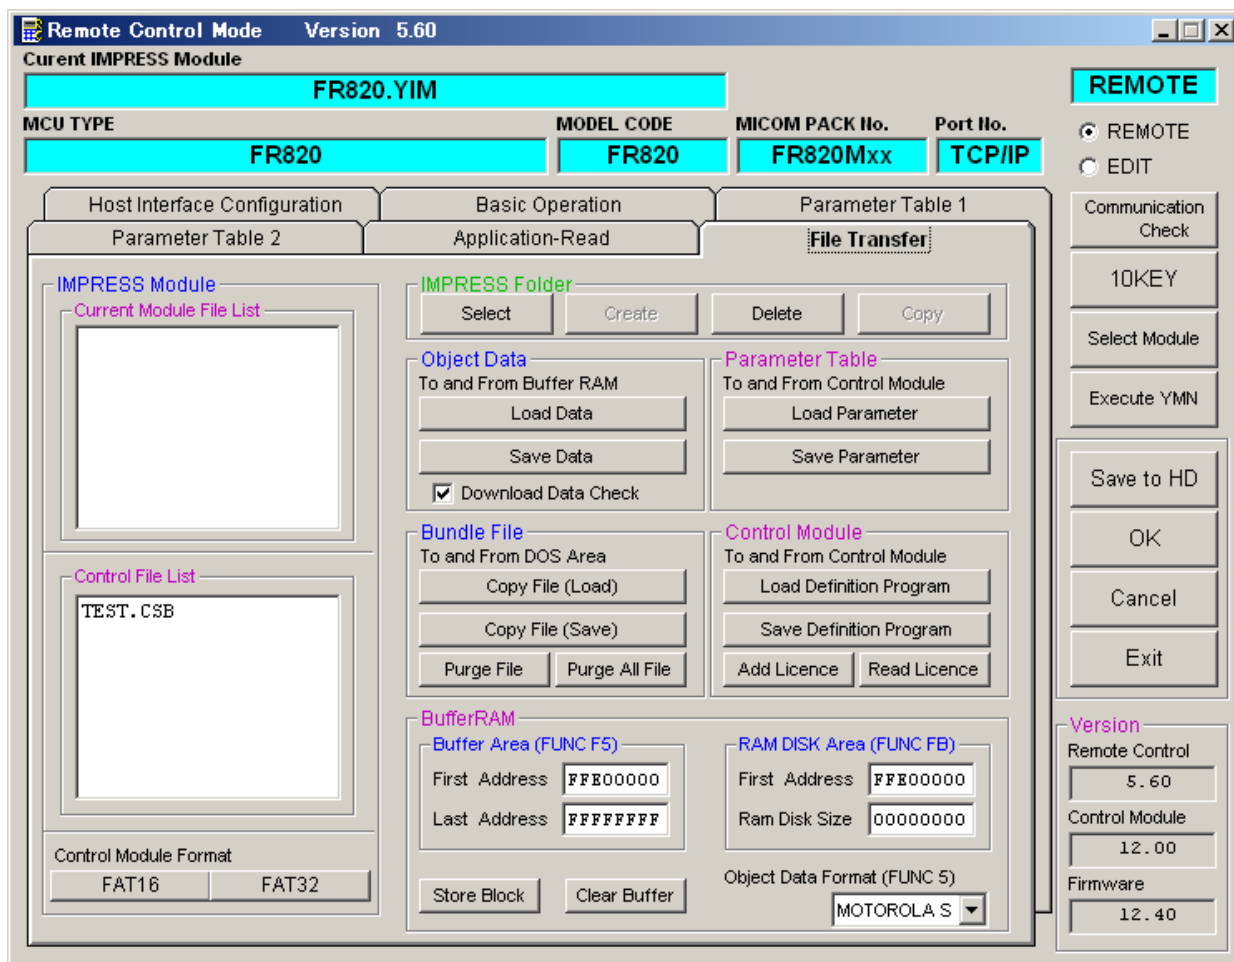 Remote Control Mode Version 5.60
Curent IMPRESS Module
FR820.YIM
REMOTE
MCU TYPE MODEL CODE MICOM PACK No. Port No.
FR820 FR820 FR820Mxx TCP/IP
REMOTE
EDIT
Host Interface Configuration Basic Operation Parameter Table 1
Parameter Table 2 Application-Read File Transfer
Communication
Check
10KEY
Select Module
Execute YMN
Save to HD
OK
Cancel
Exit
IMPRESS Module
Current Module File List
Control File List
TEST.CSB
Control Module Format
FAT16 FAT32
IMPRESS Folder
Select Create Delete Copy
Object Data
To and From Buffer RAM
Load Data
Save Data
Download Data Check
Parameter Table
To and From Control Module
Load Parameter
Save Parameter
Bundle File
To and From DOS Area
Copy File (Load)
Copy File (Save)
Purge File Purge All File
Control Module
To and From Control Module
Load Definition Program
Save Definition Program
Add Licence Read Licence
BufferRAM
Buffer Area (FUNC F5)
First Address FFE00000
Last Address FFFFFFFF
RAM DISK Area (FUNC FB)
First Address FFE00000
Ram Disk Size 00000000
Store Block Clear Buffer
Object Data Format (FUNC 5)
MOTOROLA S
Version
Remote Control
5.60
Control Module
12.00
Firmware
12.40